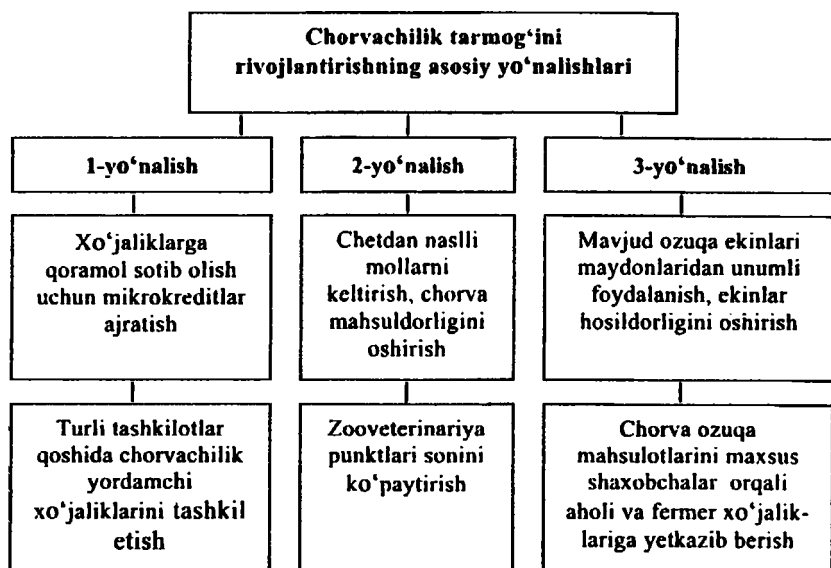 Chorvachilik tarmog‘ini
rivojlantirishning asosiy yo‘nalishlari
1-yo‘nalish
2-yo‘nalish
3-yo‘nalish
Xo‘jaliklarga
qoramol sotib olish
uchun mikrokreditlar
ajratish
Chetdan naslli
mollarni
keltirish, chorva
mahsuldorligini
oshirish
Mavjud ozuqa ekinlari
maydonlaridan unumli
foydalanish, ekinlar
hosildorligini oshirish
Turli tashkilotlar
qoshida chorvachilik
yordamchi
xo‘jaliklarini tashkil
etish
Zooveterinariya
punktlari sonini
ko‘paytirish
Chorva ozuqa
mahsulotlarini maxsus
shaxobchalar orqali
aholi va fermer xo‘jalik-
lariga yetkazib berish